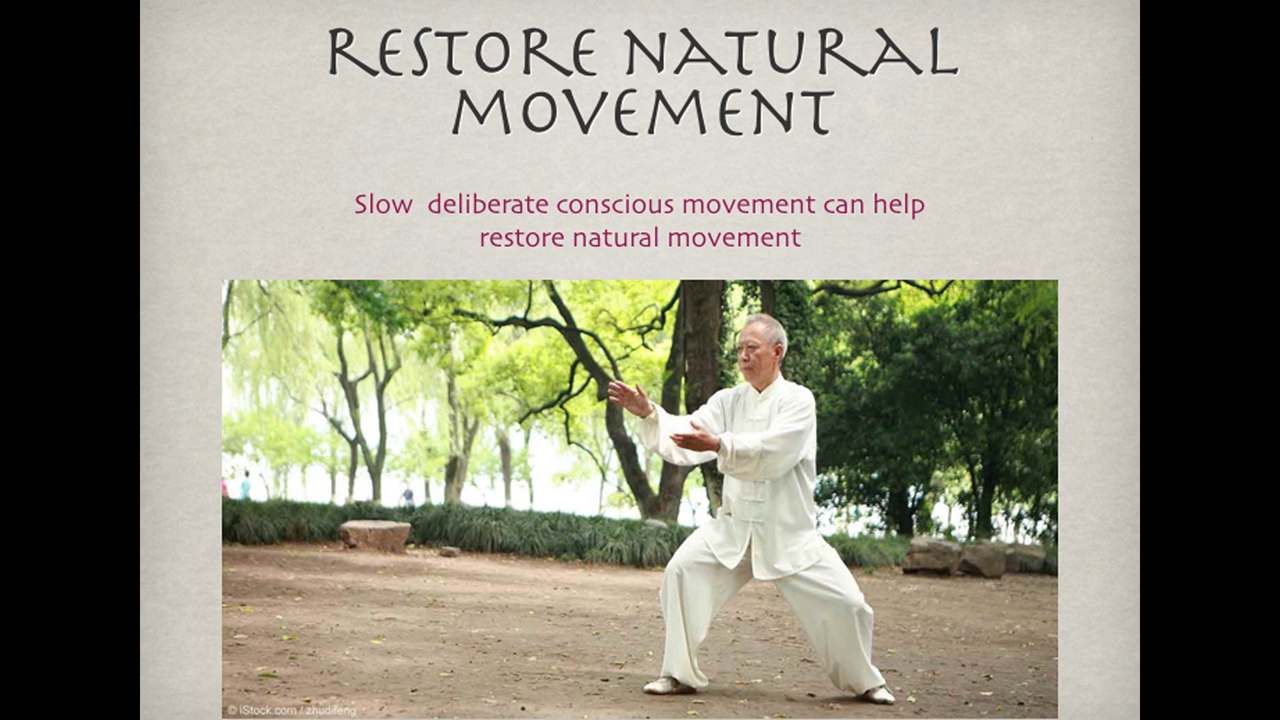 RESTORE NATURAL
MOVEMENT
Slow  deliberate conscious movement can help
restore natural movement
© iStock.com / zhudifeng